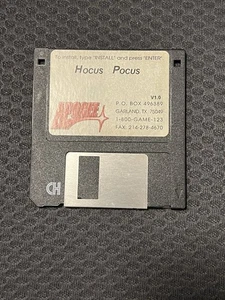 To install, type "INSTALL" and press "ENTER".
Hocus Pocus
V1.0
P.O. BOX 496389
GARLAND, TX 75049
1-800-GAME-123
FAX: 214-278-4670